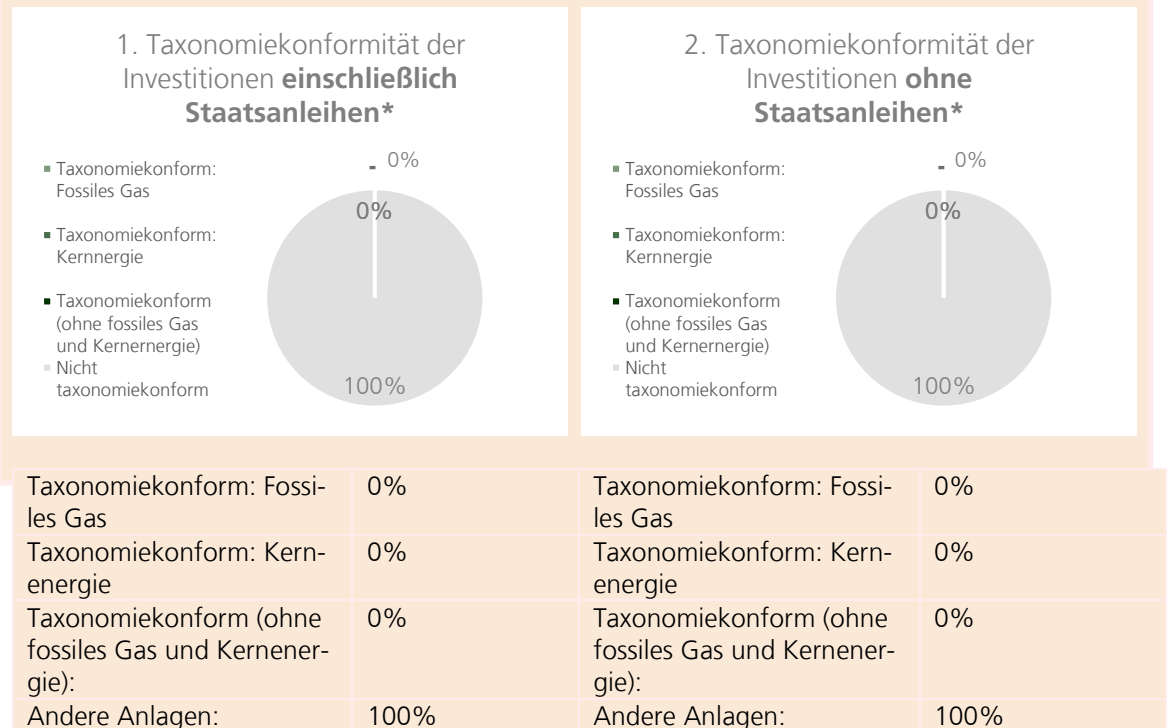 1. Taxonomiekonformität der
Investitionen einschließlich
Staatsanleihen*
Taxonomiekonform:
Fossiles Gas
Taxonomiekonform:
Kernnergie
Taxonomiekonform
(ohne fossiles Gas
und Kernernergie)
Nicht
taxonomiekonform
- 0%
0%
100%
2. Taxonomiekonformität der
Investitionen ohne
Staatsanleihen*
Taxonomiekonform:
Fossiles Gas
Taxonomiekonform:
Kernnergie
Taxonomiekonform
(ohne fossiles Gas
und Kernernergie)
Nicht
taxonomiekonform
- 0%
0%
100%
Taxonomiekonform: Fossi- 0% Taxonomiekonform: Fossi- 0%
les Gas les Gas
Taxonomiekonform: Kern- 0% Taxonomiekonform: Kern- 0%
energie energie
Taxonomiekonform (ohne 0% Taxonomiekonform (ohne 0%
fossiles Gas und Kernener- fossiles Gas und Kernener-
gie): gie):
Andere Anlagen: 100% Andere Anlagen: 100%